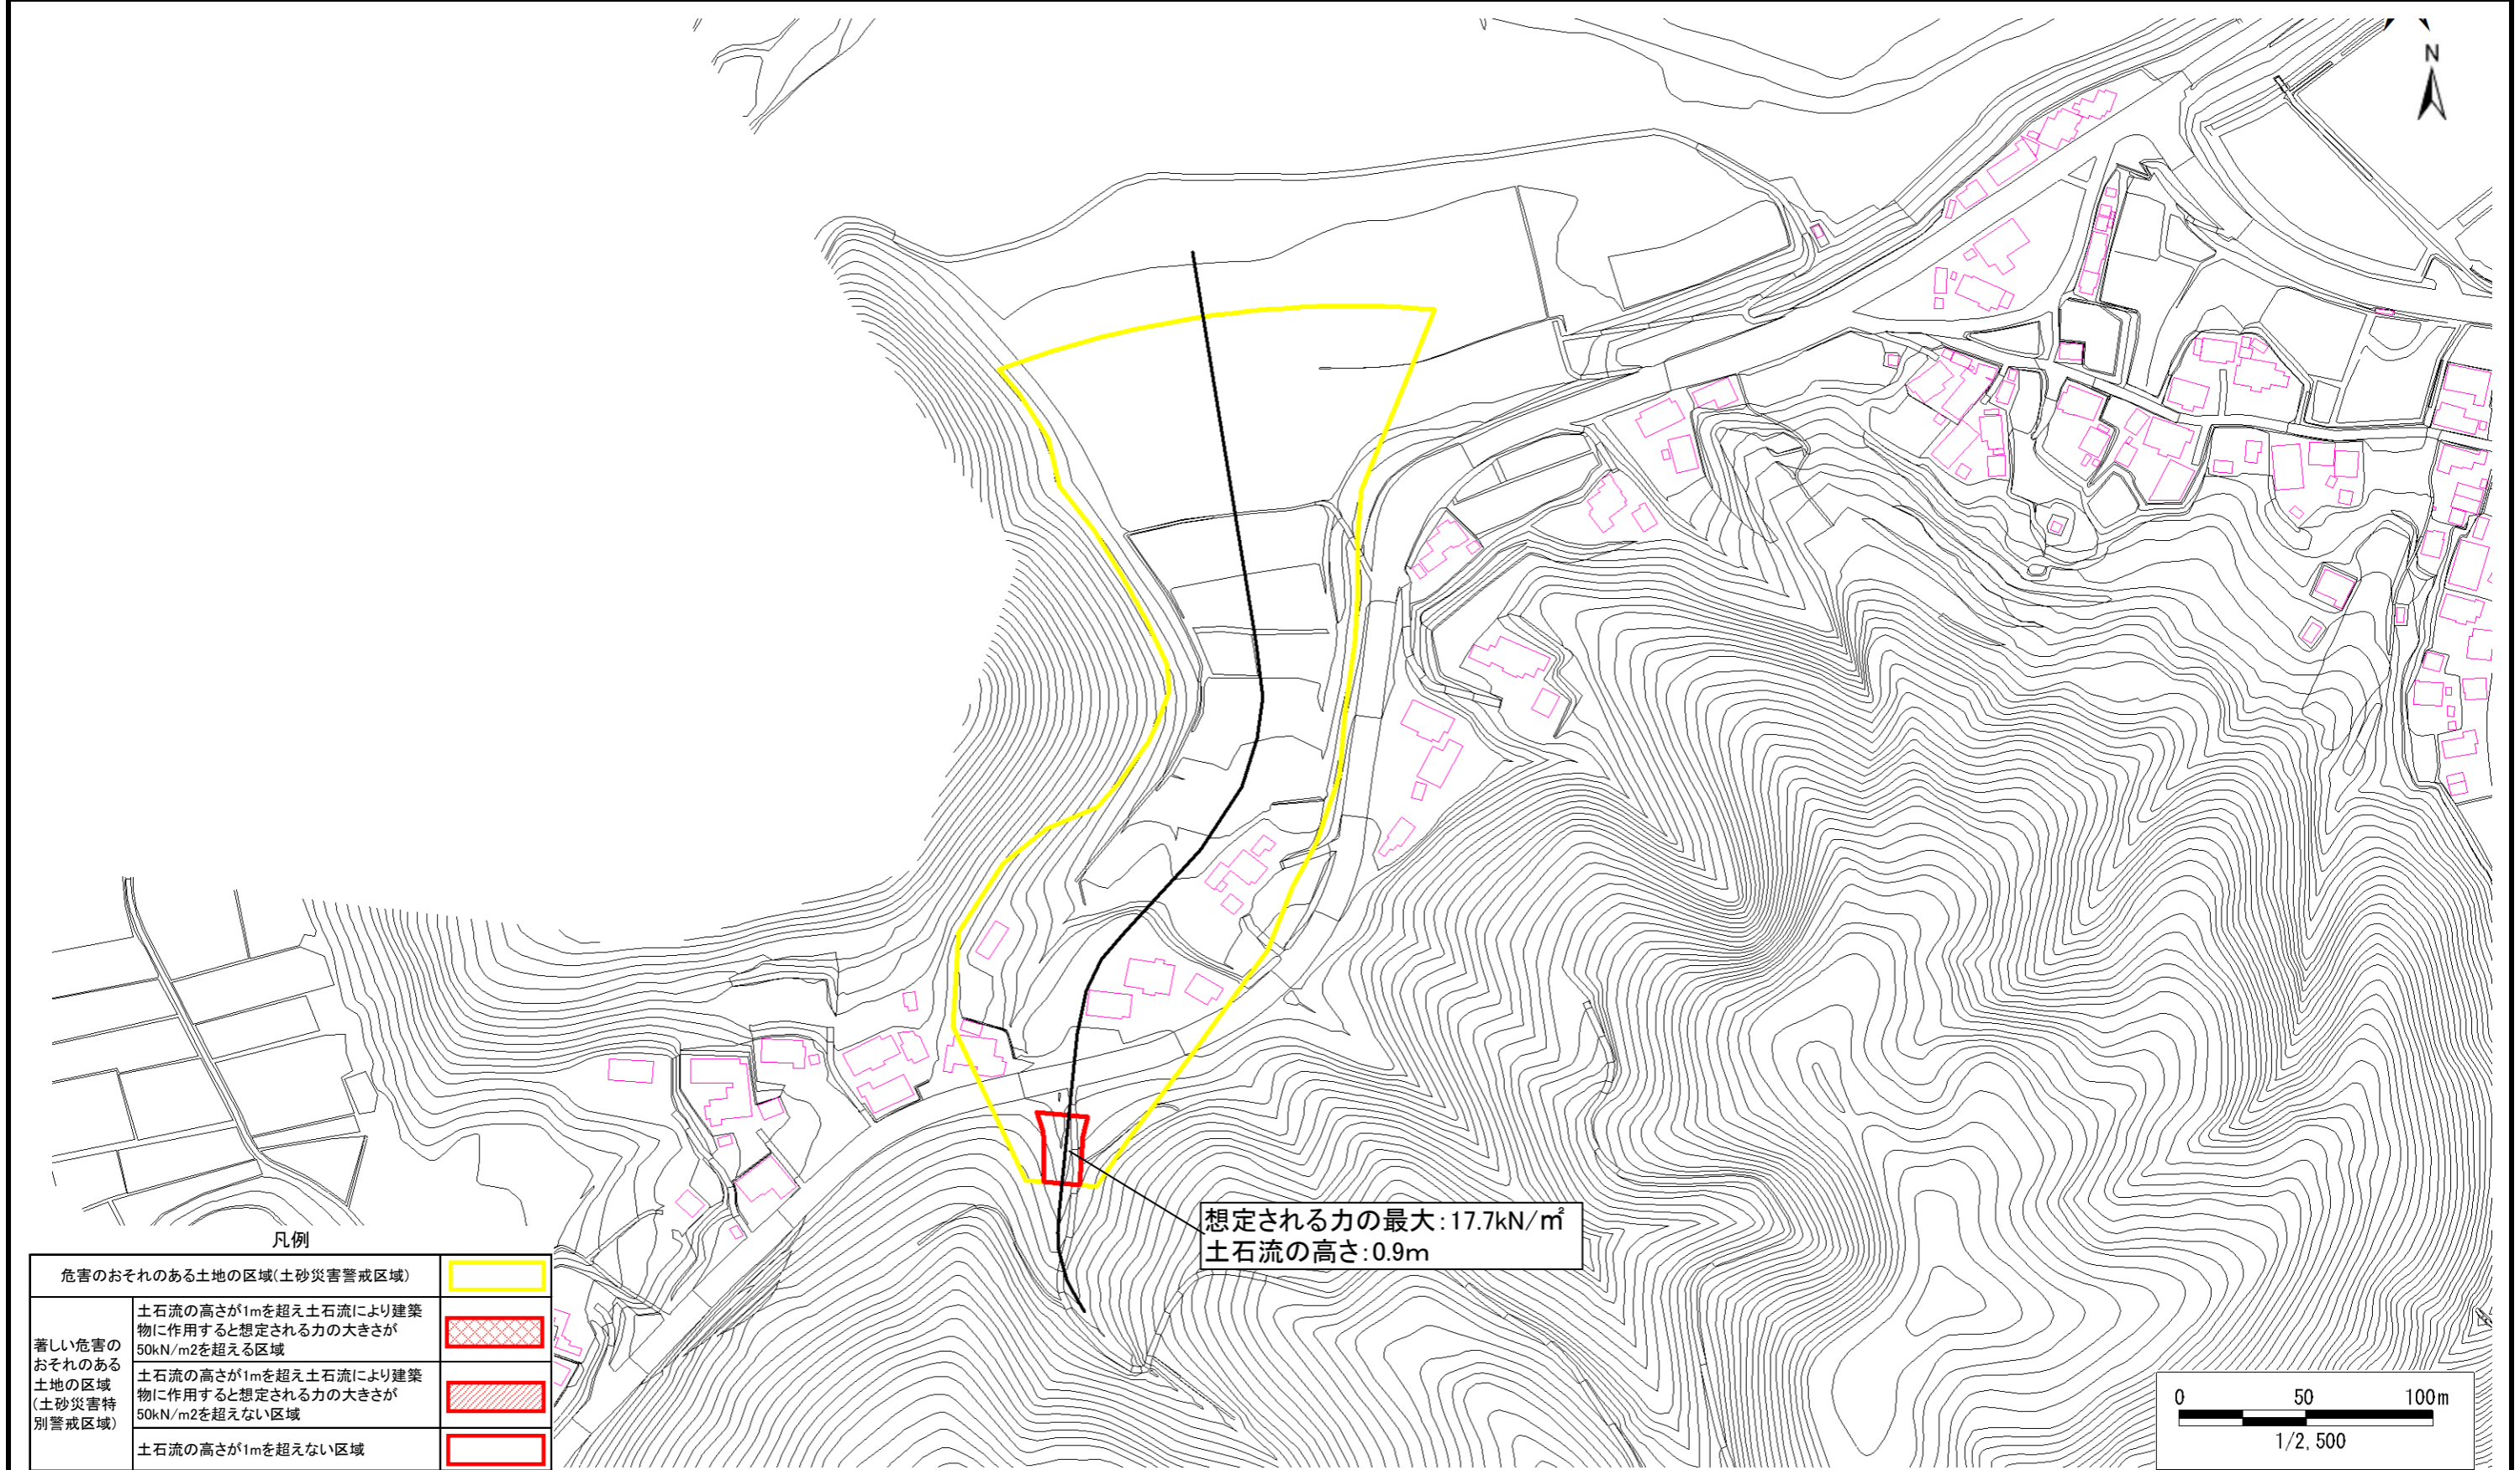 N
想定される力の最大：17.7kN/㎡
土石流の高さ：0.9m
凡例
危害のおそれのある土地の区域(土砂災害警戒区域)
著しい危害の
おそれのある
土地の区域
(土砂災害特
別警戒区域)
土石流の高さが1mを超え土石流により建築
物に作用すると想定される力の大きさが
50kN/m2を超える区域
土石流の高さが1mを超え土石流により建築
物に作用すると想定される力の大きさが
50kN/m2を超えない区域
土石流の高さが1mを超えない区域
0 50 100m
1/2,500